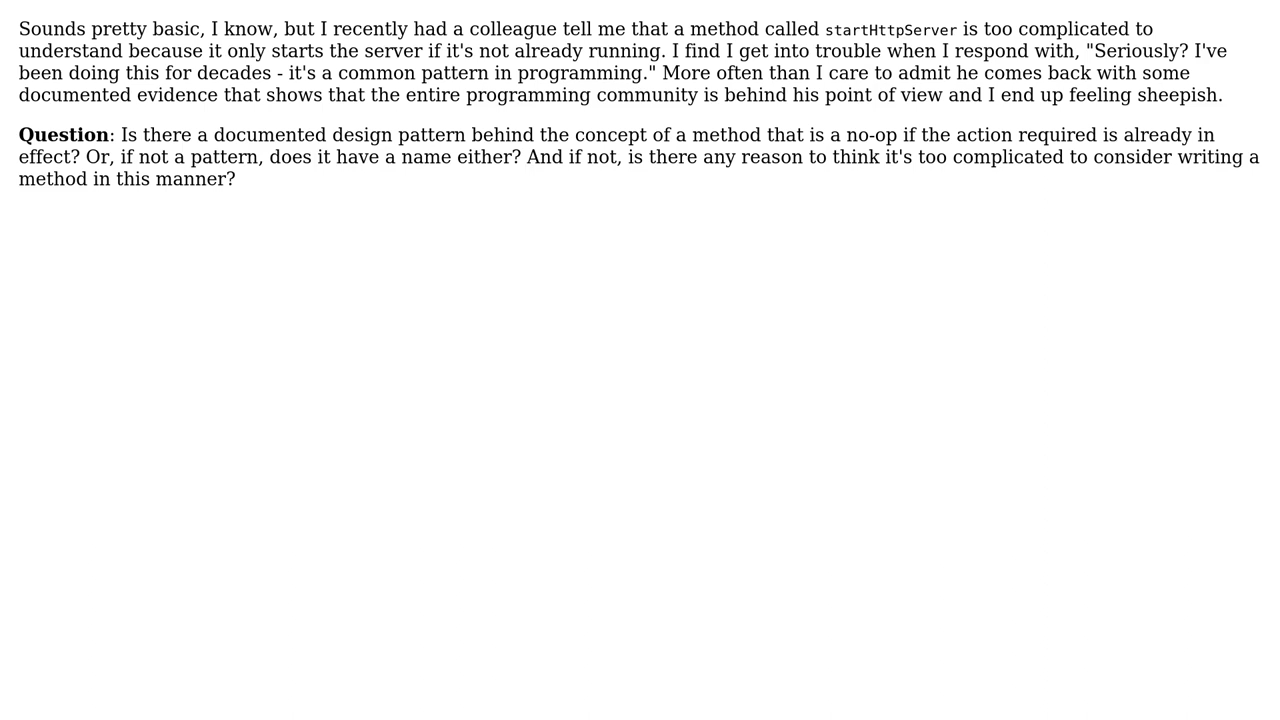 Sounds pretty basic, I know, but I recently had a colleague tell me that a method called startHttpServer is too complicated to
understand because it only starts the server if it's not already running. I find I get into trouble when I respond with, "Seriously? I've
been doing this for decades - it's a common pattern in programming." More often than I care to admit he comes back with some
documented evidence that shows that the entire programming community is behind his point of view and I end up feeling sheepish.
Question: Is there a documented design pattern behind the concept of a method that is a no-op if the action required is already in
effect? Or, if not a pattern, does it have a name either? And if not, is there any reason to think it's too complicated to consider writing a
method in this manner?